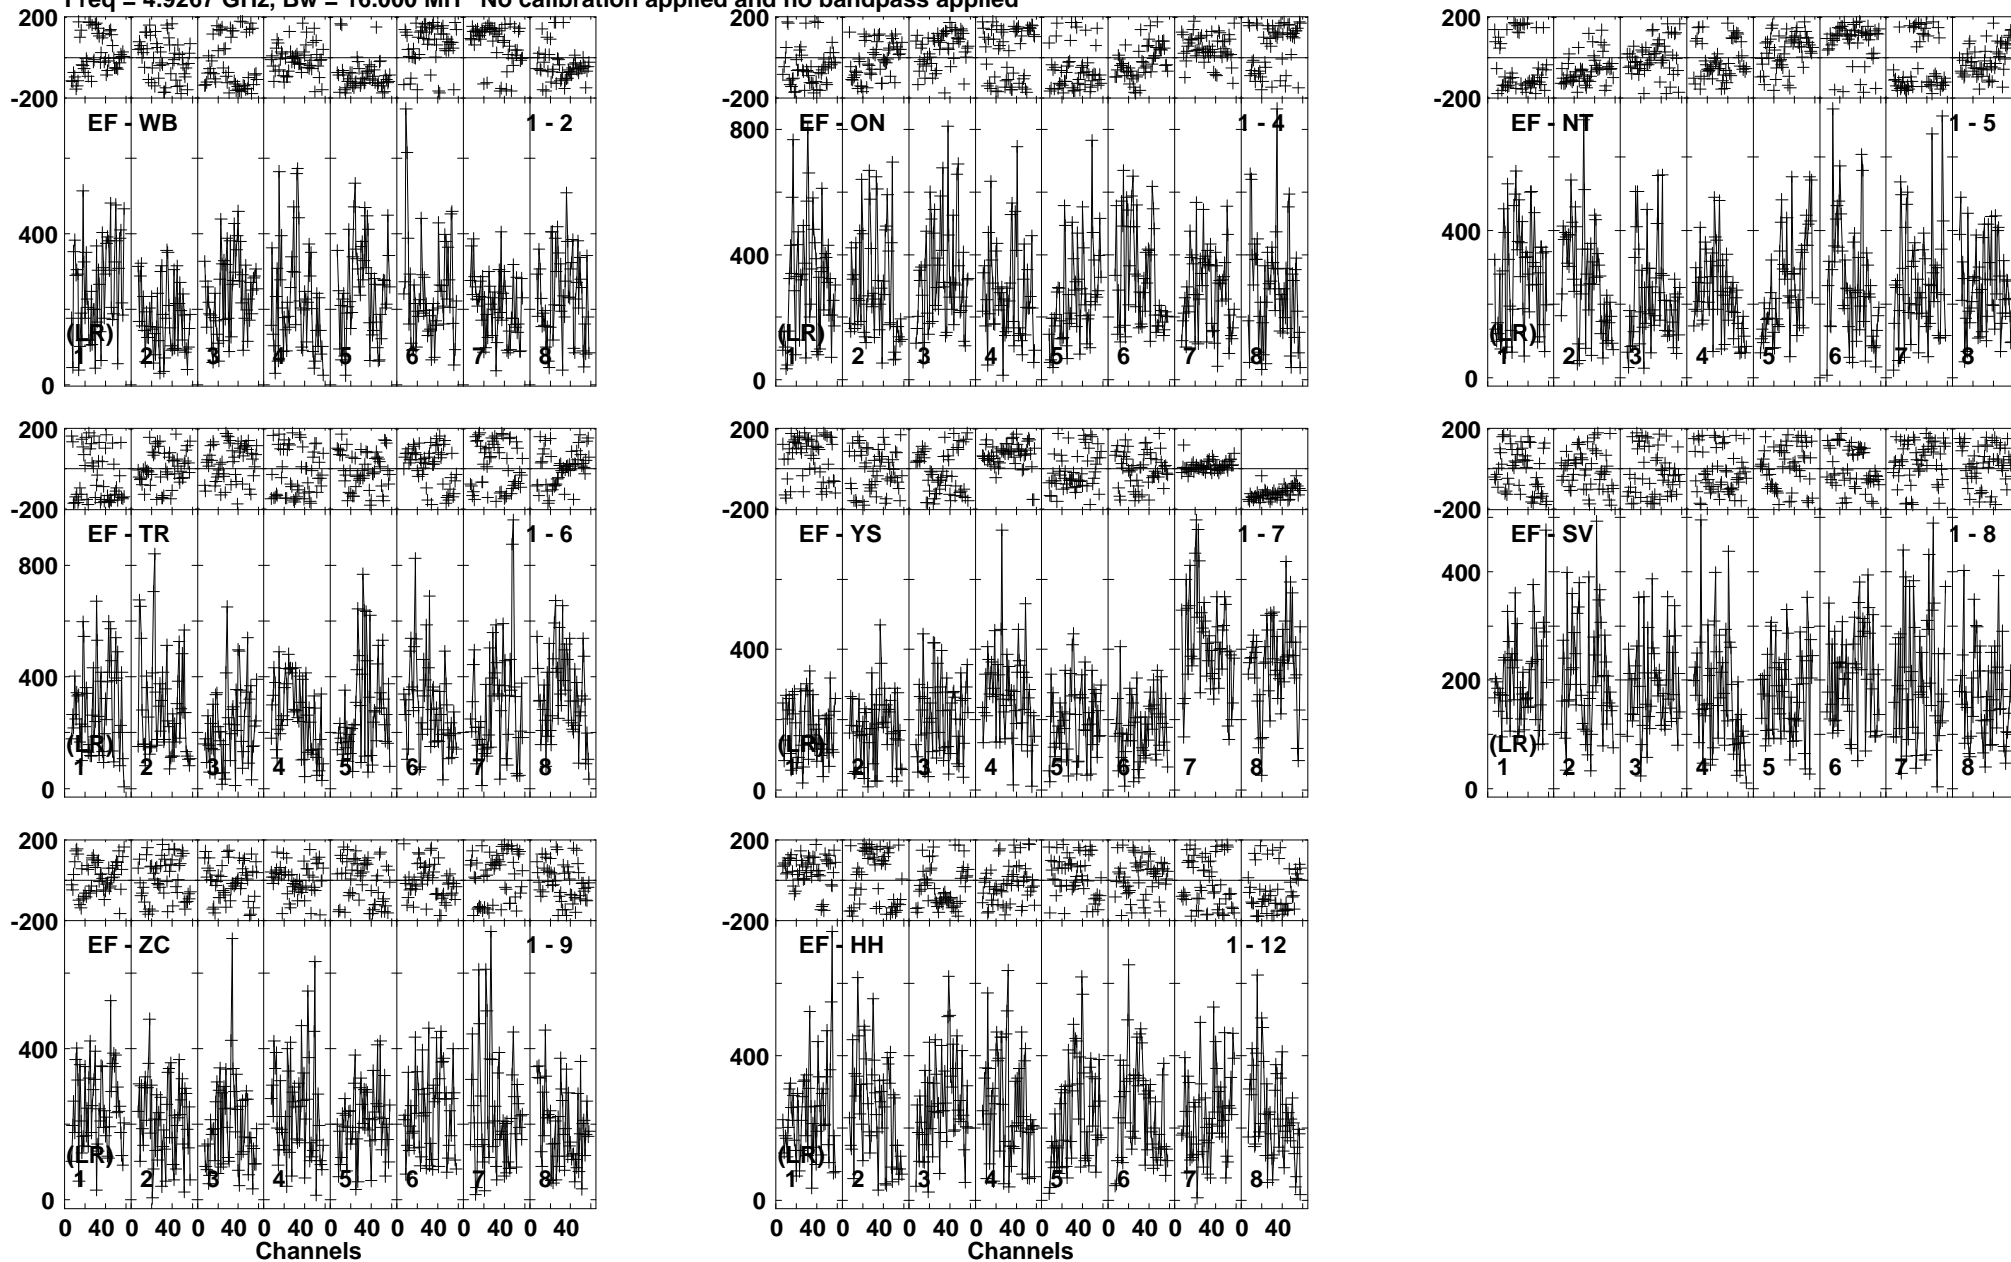 Freq = 4.9267 GHz, Bw = 16.000 MH No calibration applied and no bandpass applied
200 200 200
-200 -200 -200
EF - WB 1 - 2 EF - ON 1 - 4 EF - NT 1 - 5
800
400 400 400
(LR) (LR) (LR)
1 2 3 4 5 6 7 8 1 2 3 4 5 6 7 8 1 2 3 4 5 6 7 8
0 0 0
200 200 200
-200 -200 -200
EF - TR 1 - 6 EF - YS 1 - 7 EF - SV 1 - 8
800 400
400 400 200
(LR) (LR) (LR)
1 2 3 4 5 6 7 8 1 2 3 4 5 6 7 8 1 2 3 4 5 6 7 8
0 0 0
200 200
-200 -200
EF - ZC 1 - 9 EF - HH 1 - 12
400 400
(LR) (LR)
1 2 3 4 5 6 7 8 1 2 3 4 5 6 7 8
0 0
0 40 0 40 0 40 0 40 0 40 0 40 0 40 0 40 0 40 0 40 0 40 0 40 0 40 0 40 0 40 0 40
Channels Channels